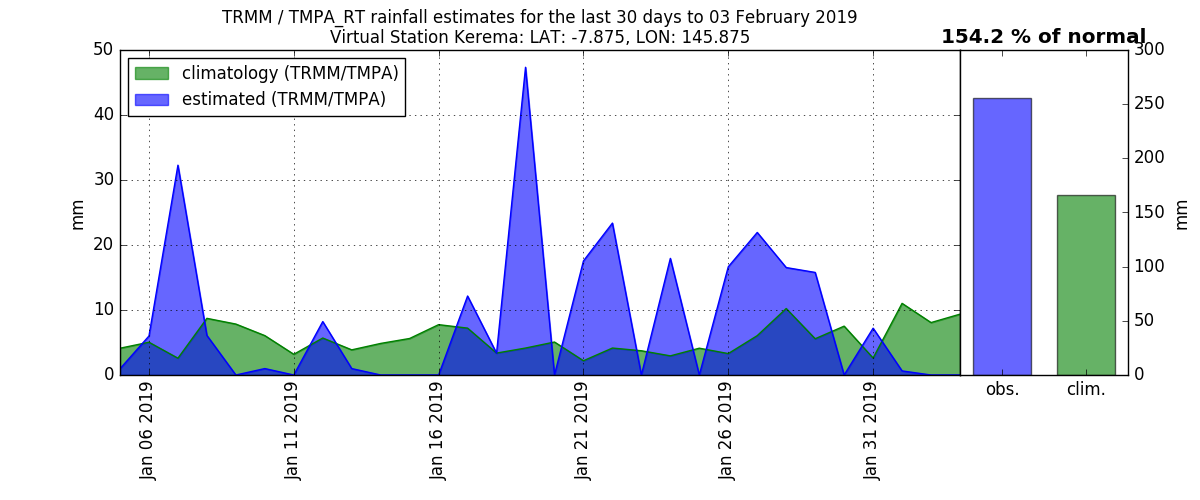 TRMM / TMPA_RT rainfall estimates for the last 30 days to 03 February 2019
Virtual Station Kerema: LAT: -7.875, LON: 145.875
154.2 % of normal
climatology (TRMM/TMPA)
estimated (TRMM/TMPA)
50
40
30
20
10
0
mm
Jan 06 2019
Jan 11 2019
Jan 16 2019
Jan 21 2019
Jan 26 2019
Jan 31 2019
300
250
200
150
100
50
0
mm
obs.
clim.